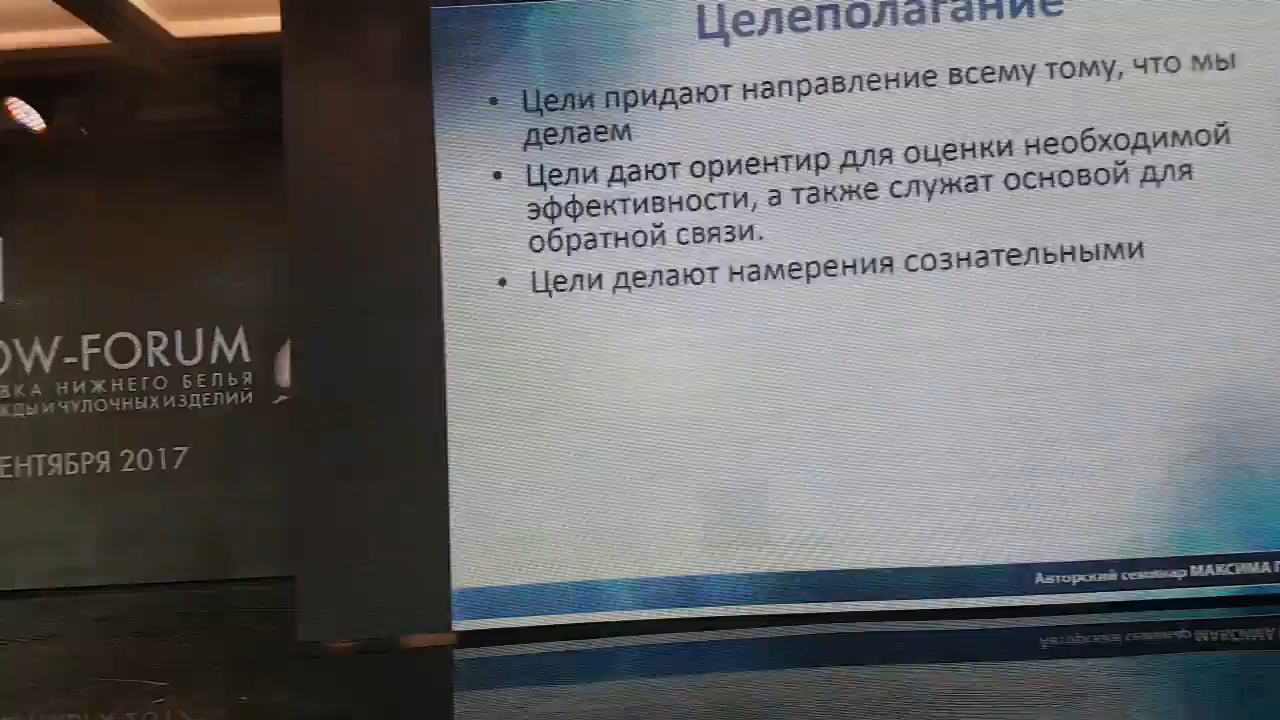 Целеполагание
• Цели придают направление всему тому, что мы
делаем
• Цели дают ориентир для оценки необходимой
эффективности, а также служат основой для
обратной связи.
• Цели делают намерения сознательными
Авторский семинар МАКСИМА
OW-FORUM
ВКА НИЖНЕГО БЕЛЬЯ
ЖДЫ И ЧУЛОЧНЫХ ИЗДЕЛИЙ
ЕНТЯБРЯ 2017